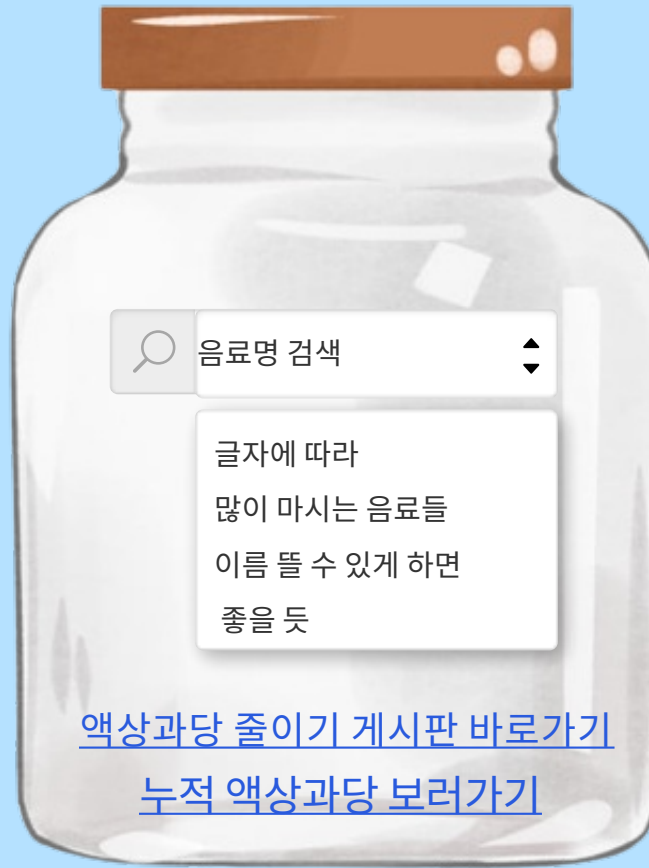 음료명 검색
글자에 따라
많이 마시는 음료들
이름 뜰 수 있게 하면
좋을 듯
액상과당 줄이기 게시판 바로가기
누적 액상과당 보러가기